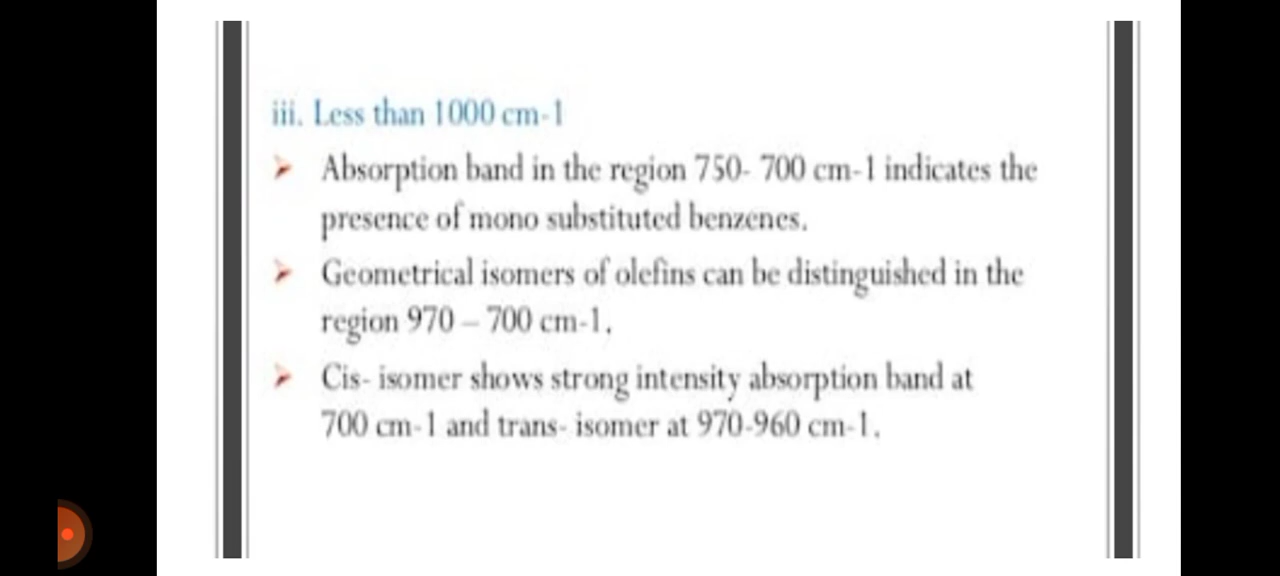 iii. Less than 1000 cm-1
➢ Absorption band in the region 750- 700 cm-1 indicates the
presence of mono substituted benzenes.
➢ Geometrical isomers of olefins can be distinguished in the
region 970 – 700 cm-1.
➢ Cis- isomer shows strong intensity absorption band at
700 cm-1 and trans- isomer at 970-960 cm-1.